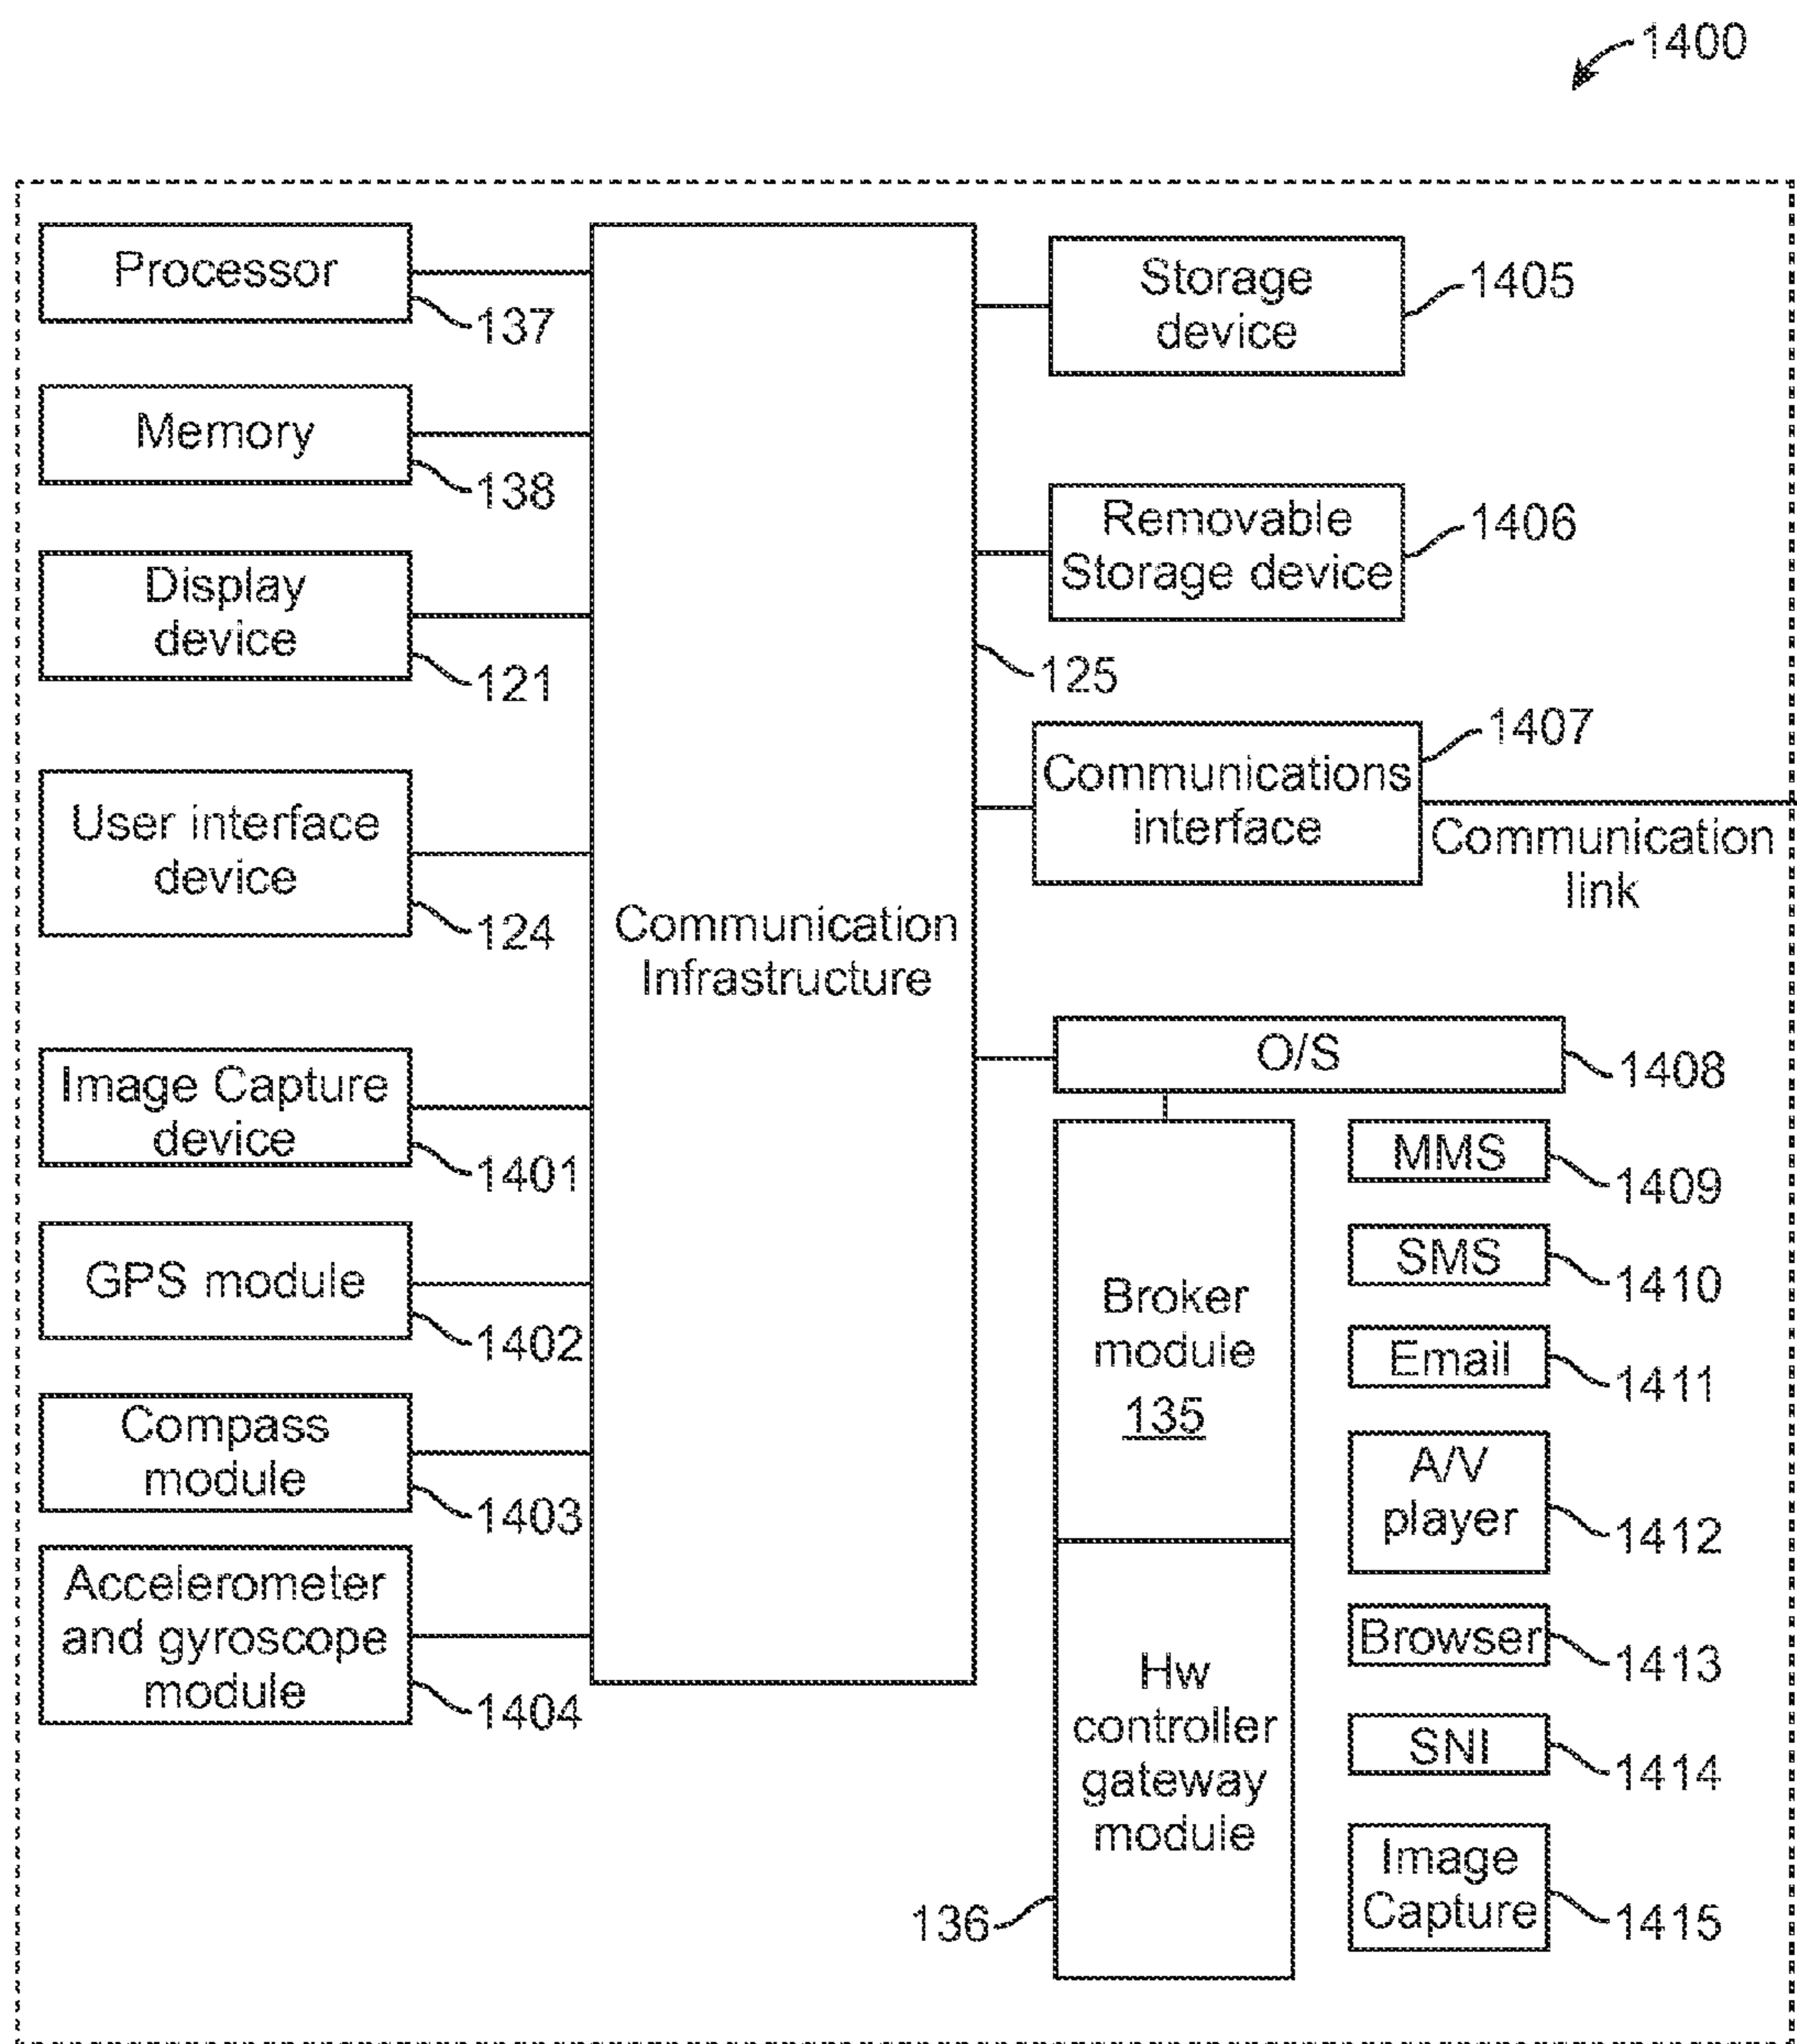 1400
Processor
137
Memory
138
Display
device
121
User interface
device
124
Image Capture
device
1401
GPS module
1402
Compass
module
1403
Accelerometer
and gyroscope
module
1404
Communication
Infrastructure
125
Storage
device
1405
Removable
Storage device
1406
Communications
interface
1407
Communication
link
O/S
1408
Broker
module
135
Hw
controller
gateway
module
136
MMS
1409
SMS
1410
Email
1411
A/V
player
1412
Browser
1413
SNI
1414
Image
Capture
1415